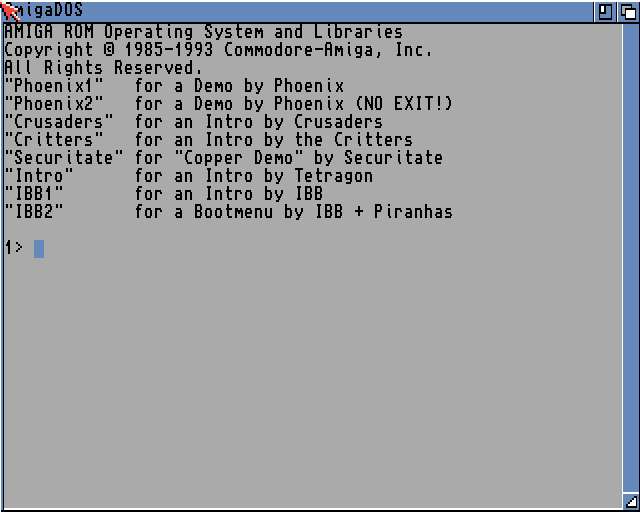 AmigaDOS
AMIGA ROM Operating System and Libraries
Copyright © 1985-1993 Commodore-Amiga, Inc.
All Rights Reserved.
"Phoenix1" for a Demo by Phoenix
"Phoenix2" for a Demo by Phoenix (NO EXIT!)
"Crusaders" for an Intro by Crusaders
"Critters" for an Intro by the Critters
"Securitate" for "Copper Demo" by Securitate
"Intro" for an Intro by Tetragon
"IBB1" for an Intro by IBB
"IBB2" for a Bootmenu by IBB + Piranhas
1>